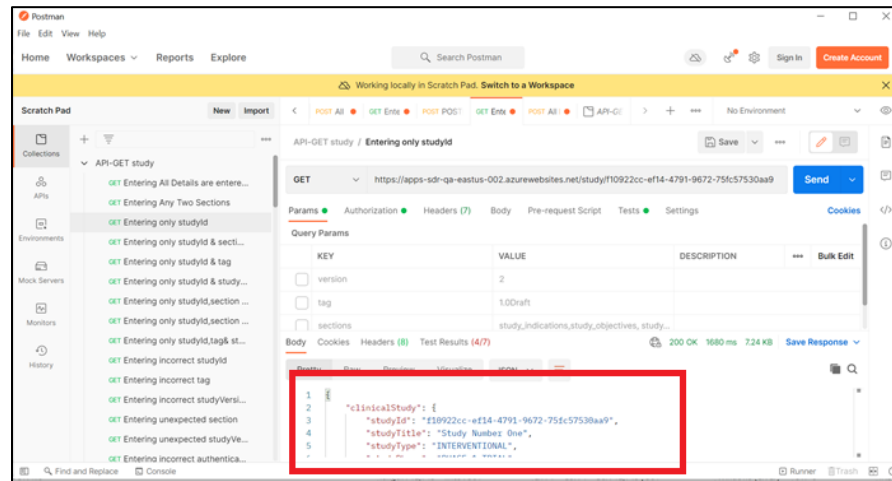 Postman
File Edit View Help
Home Workspaces Reports Explore
Search Postman
Sign In
Create Account
Working locally in Scratch Pad. Switch to a Workspace
Scratch Pad
New Import
POST All GET Ente POST POST GET Ente POST All API-GE
No Environment
Collections
APIs
Environments
Mock Servers
Monitors
History
API-GET study
GET Entering All Details are entere...
GET Entering Any Two Sections
GET Entering only studyId
GET Entering only studyId & secti...
GET Entering only studyId & tag
GET Entering only studyId & study...
GET Entering only studyId,section ...
GET Entering only studyId,section ...
GET Entering only studyId,tag& st...
GET Entering incorrect studyId
GET Entering incorrect tag
GET Entering incorrect studyVersi...
GET Entering unexpected section
GET Entering unexpected studyVe...
GET Entering incorrect authentica...
API-GET study / Entering only studyId
Save
GET https://apps-sdr-qa-eastus-002.azurewebsites.net/study/f10922cc-ef14-4791-9672-75fc57530aa9
Send
Params Authorization Headers (7) Body Pre-request Script Tests Settings
Cookies
Query Params
KEY VALUE DESCRIPTION Bulk Edit
version 2
tag 1.0Draft
sections study_indications,study_objectives, study...
Body Cookies Headers (8) Test Results (4/7)
200 OK 1680 ms 7.24 KB Save Response
Pretty Raw Preview Visualize JSON
1 {
2 "clinicalStudy": {
3 "studyId": "f10922cc-ef14-4791-9672-75fc57530aa9",
4 "studyTitle": "Study Number One",
5 "studyType": "INTERVENTIONAL",
Find and Replace Console
Runner Trash